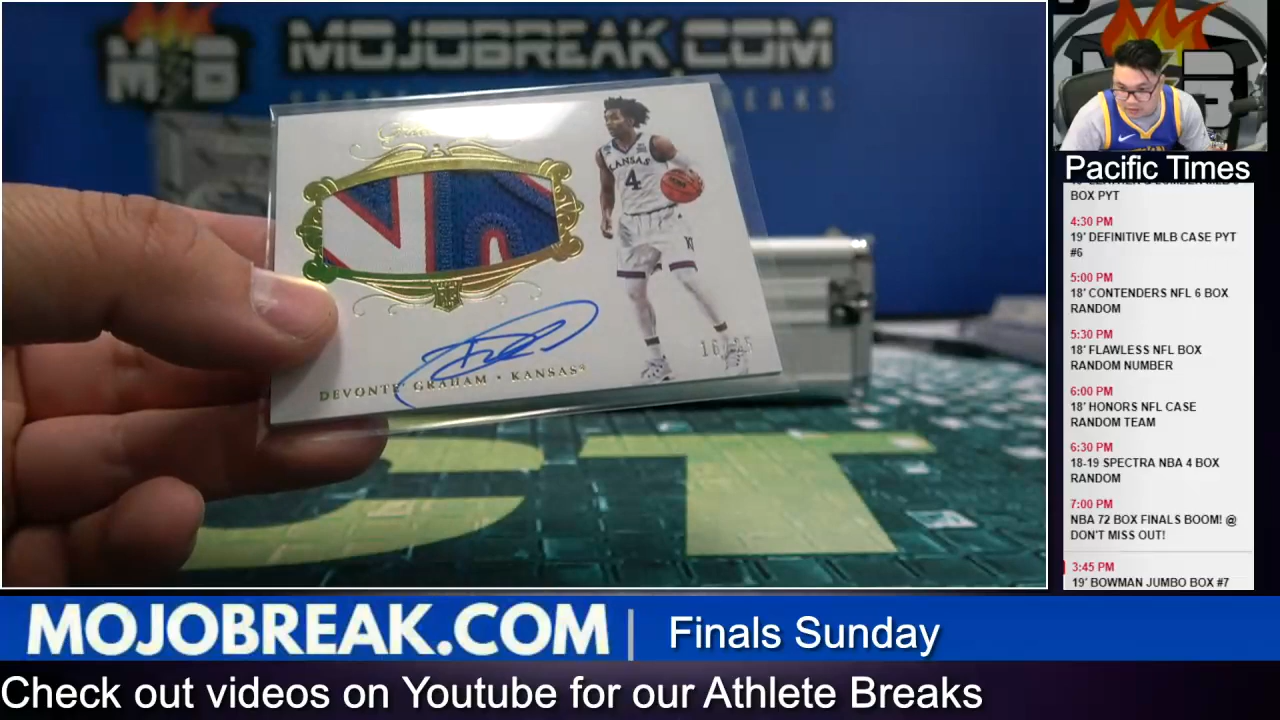 MOJOBREAK.COM
KANSAS
4
DEVONTE' GRAHAM • KANSAS
Pacific Times
BOX PYT
4:30 PM
19' DEFINITIVE MLB CASE PYT
#6
5:00 PM
18' CONTENDERS NFL 6 BOX
RANDOM
5:30 PM
18' FLAWLESS NFL BOX
RANDOM NUMBER
6:00 PM
18' HONORS NFL CASE
RANDOM TEAM
6:30 PM
18-19 SPECTRA NBA 4 BOX
RANDOM
7:00 PM
NBA 72 BOX FINALS BOOM! @
DON'T MISS OUT!
3:45 PM
19' BOWMAN JUMBO BOX #7
MOJOBREAK.COM | Finals Sunday
Check out videos on Youtube for our Athlete Breaks